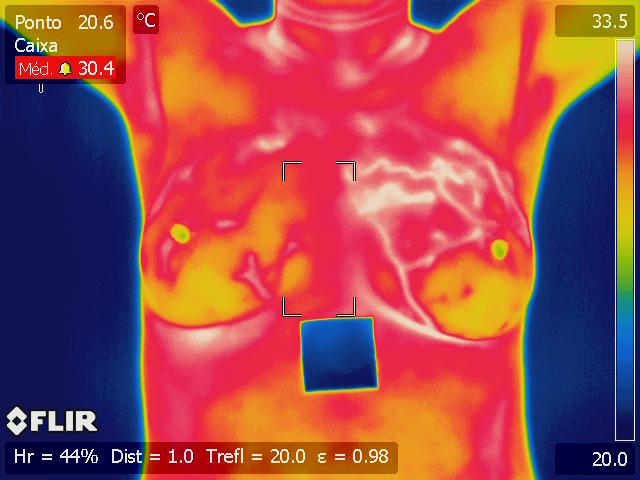 Ponto 20.6 °C
Caixa
Méd. 30.4
33.5
FLIR
Hr = 44% Dist = 1.0 Trefl = 20.0 ε = 0.98
20.0